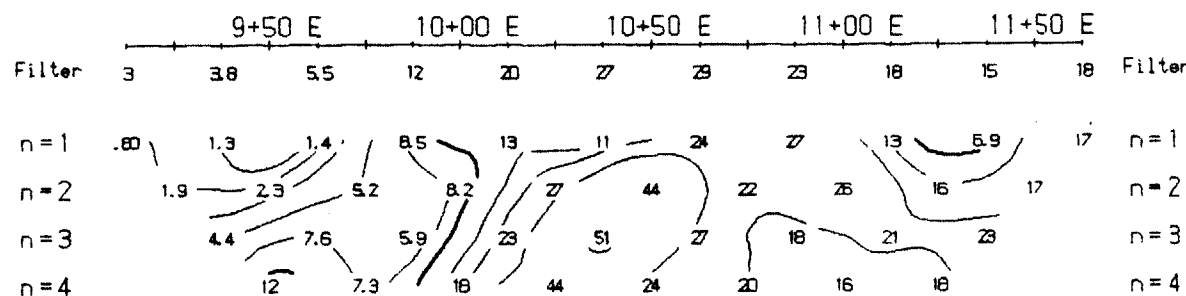 9+50 E 10+00 E 10+50 E 11+00 E 11+50 E
Filter 3 3.8 5.5 12 20 27 29 23 18 15 18 Filter
n=1 .80 1.3 1.4 8.5 13 11 24 27 13 6.9 17 n=1
n=2 1.9 2.3 5.2 8.2 27 44 22 26 16 17 n=2
n=3 4.4 7.6 5.9 23 51 27 18 21 23 n=3
n=4 12 7.3 18 44 24 20 16 18 n=4